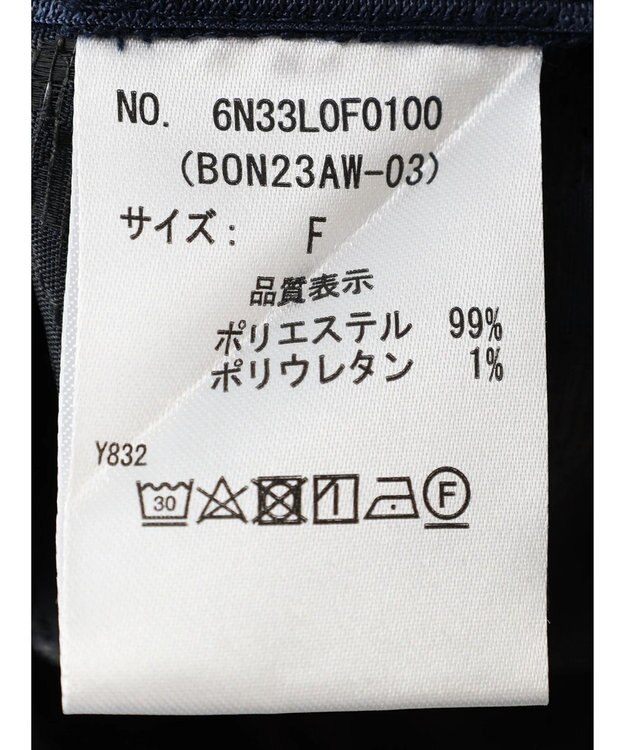 NO. 6N33L0F0100
(BON23AW-03)
サイズ: F
品質表示
ポリエステル 99%
ポリウレタン 1%
Y832
30 F